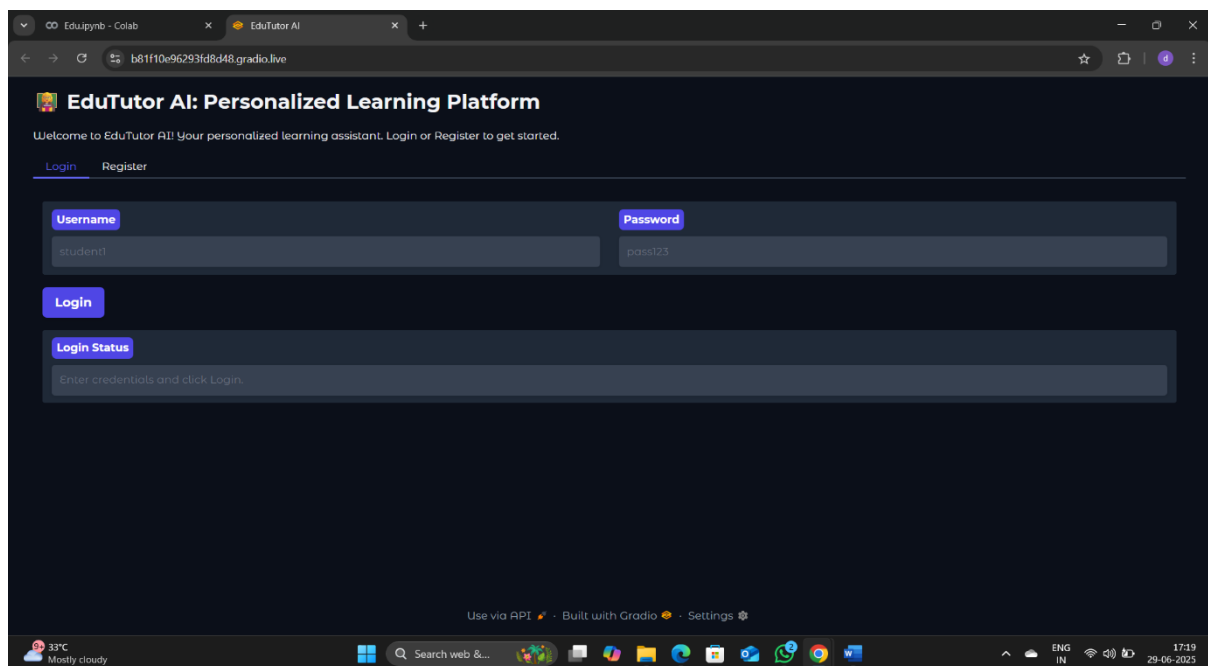 Edu.ipynb - Colab
EduTutor AI
b81f10e96293fd8d48.gradio.live
d
EduTutor AI: Personalized Learning Platform
Welcome to EduTutor AI! Your personalized learning assistant. Login or Register to get started.
Login Register
Username Password
student1 pass123
Login
Login Status
Enter credentials and click Login.
Use via API · Built with Gradio · Settings
9+ 33°C
Mostly cloudy
Search web &...
ENG
IN
17:19
29-06-2025